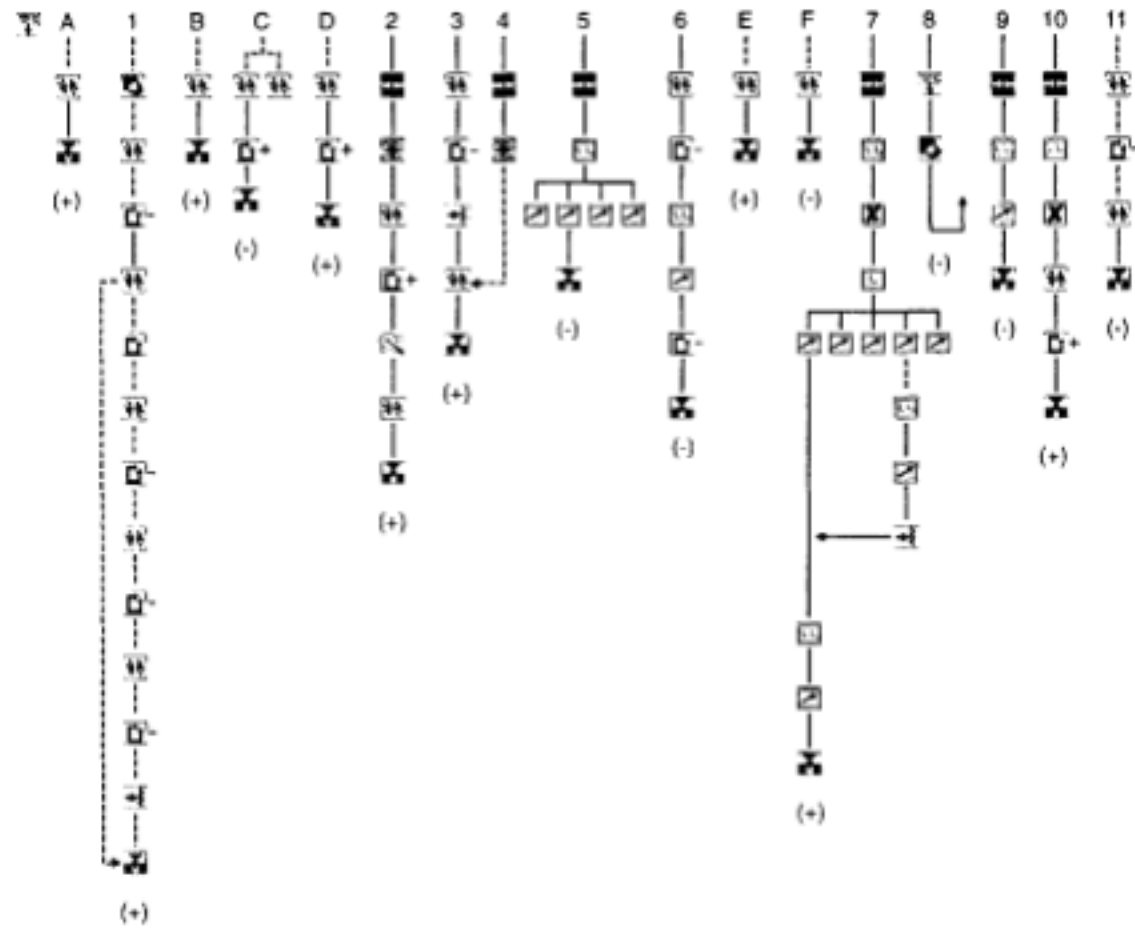 A 1 B C D 2 3 4 5 6 E F 7 8 9 10 11
+ +
- - - -
(+) (+) (+) (-)
(-) (+) (-)
+ (-) (-)
(-) - +
(+)
(-) (+)
-
(+)
-
-
(+)
(+)